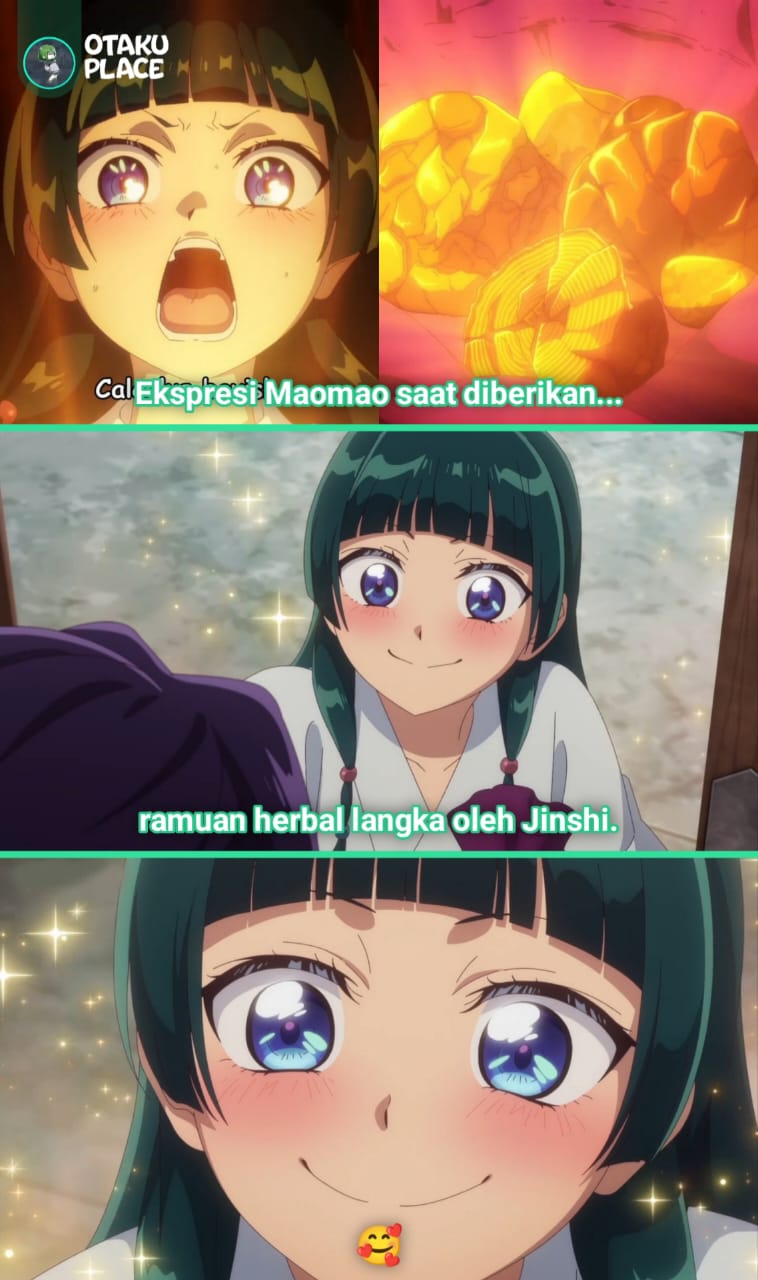 OTAKU
PLACE
Ekspresi Maomao saat diberikan...
ramuan herbal langka oleh Jinshi.